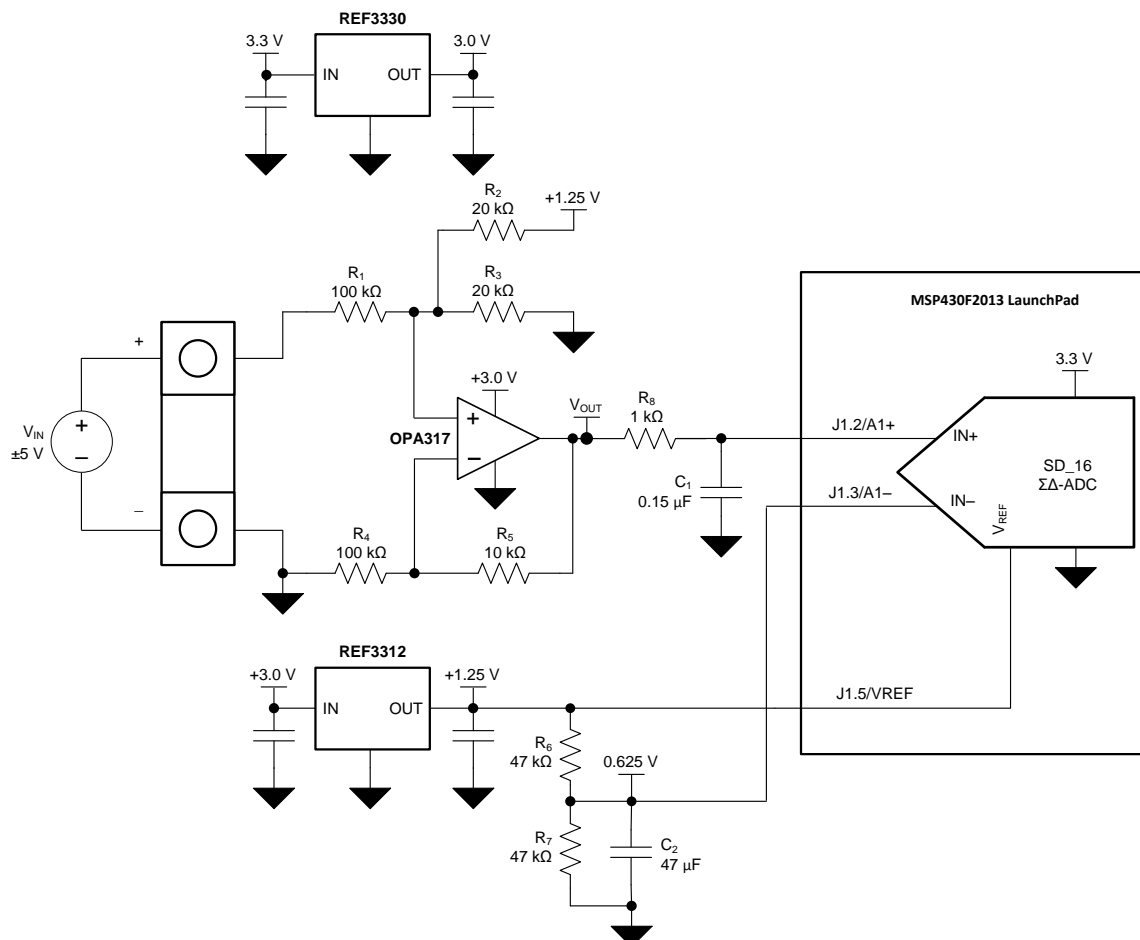 REF3330
3.3 V
3.0 V
IN
OUT
R2
20 kΩ
+1.25 V
R1
100 kΩ
R3
20 kΩ
MSP430F2013 LaunchPad
+
VIN
±5 V
+
−
−
+3.0 V
OPA317
+
−
VOUT
R8
1 kΩ
C1
0.15 µF
3.3 V
J1.2/A1+
IN+
J1.3/A1−
IN−
SD_16
ΣΔ-ADC
VREF
R4
100 kΩ
R5
10 kΩ
REF3312
+3.0 V
+1.25 V
IN
OUT
J1.5/VREF
R6
47 kΩ
0.625 V
R7
47 kΩ
C2
47 µF